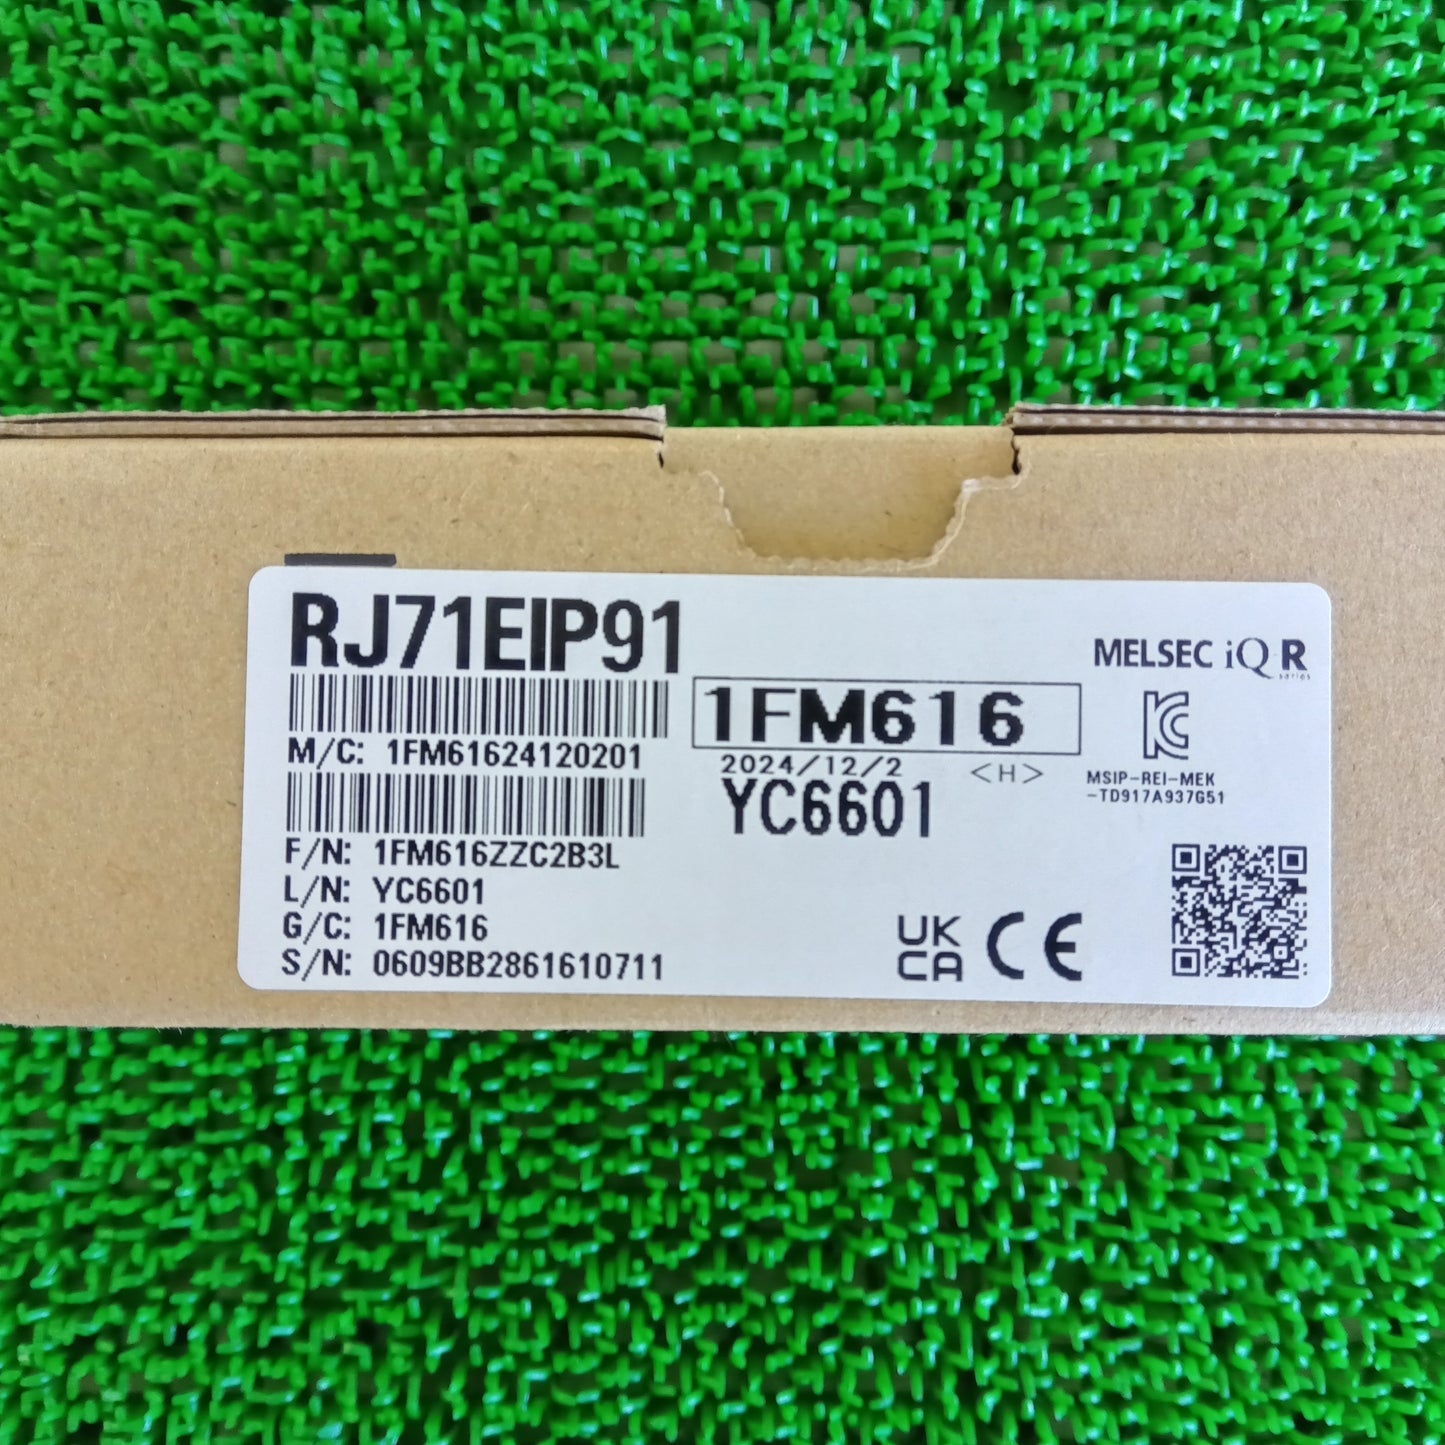 RJ71EIP91
MELSEC iQ R
series
1FM616
M/C: 1FM61624120201
2024/12/2 <H>
MSIP-REI-MEK
-TD917A937G51
YC6601
F/N: 1FM616ZZC2B3L
L/N: YC6601
G/C: 1FM616
S/N: 0609BB2861610711
UK
CA
CE